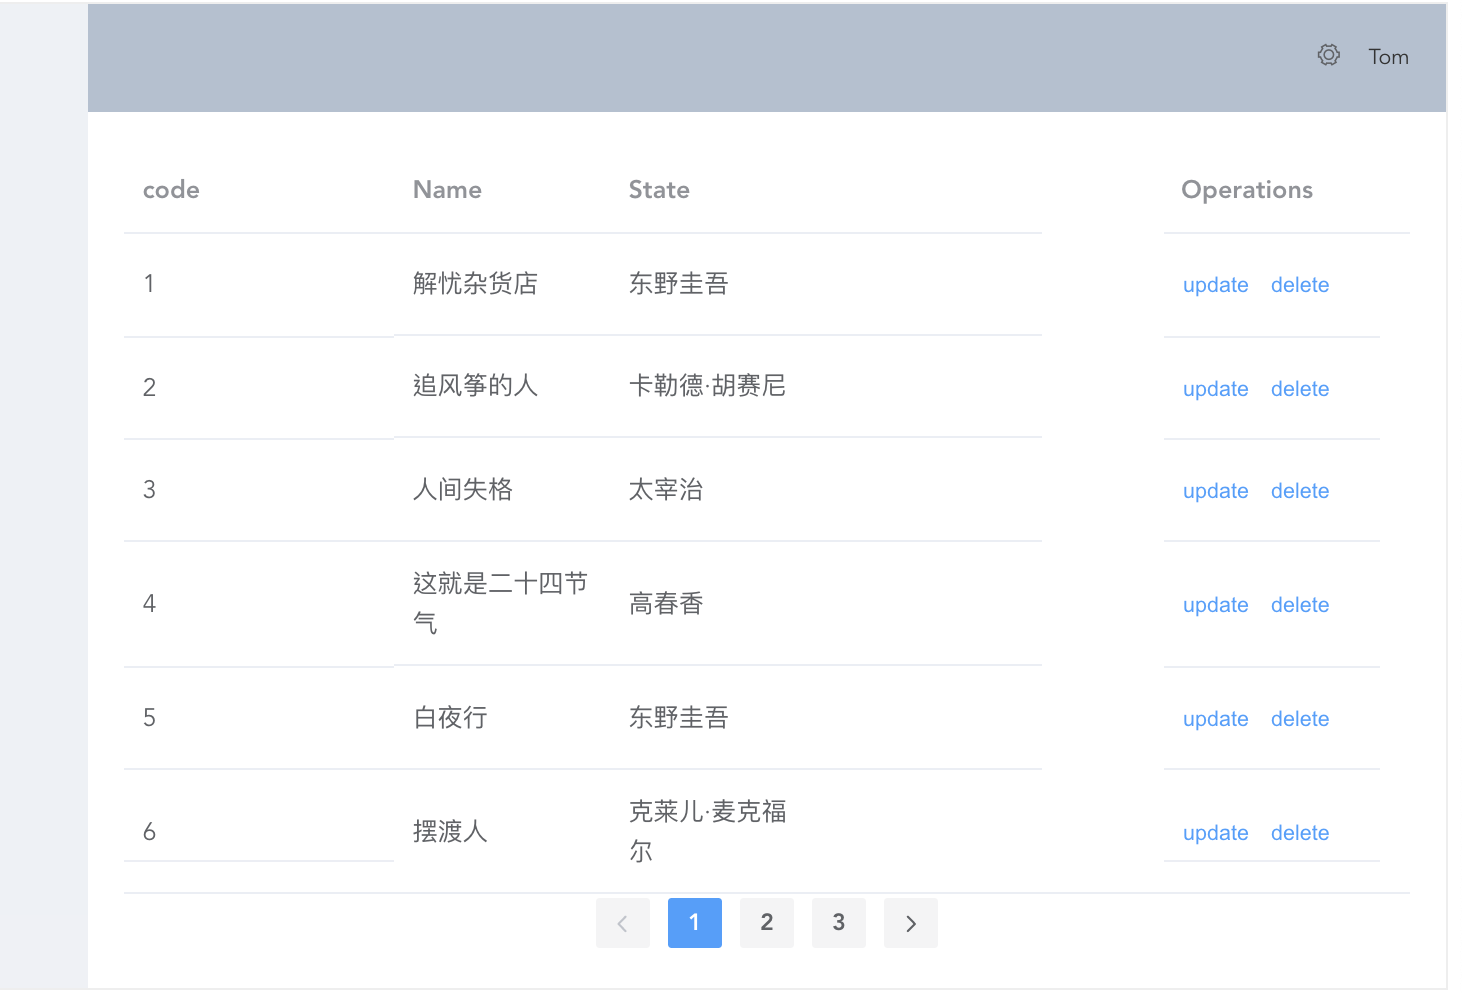 Tom
code Name State Operations
1 解忧杂货店 东野圭吾 update delete
2 追风筝的人 卡勒德·胡赛尼 update delete
3 人间失格 太宰治 update delete
4 这就是二十四节 高春香 update delete
气
5 白夜行 东野圭吾 update delete
6 摆渡人 克莱儿·麦克福 update delete
尔
1 2 3